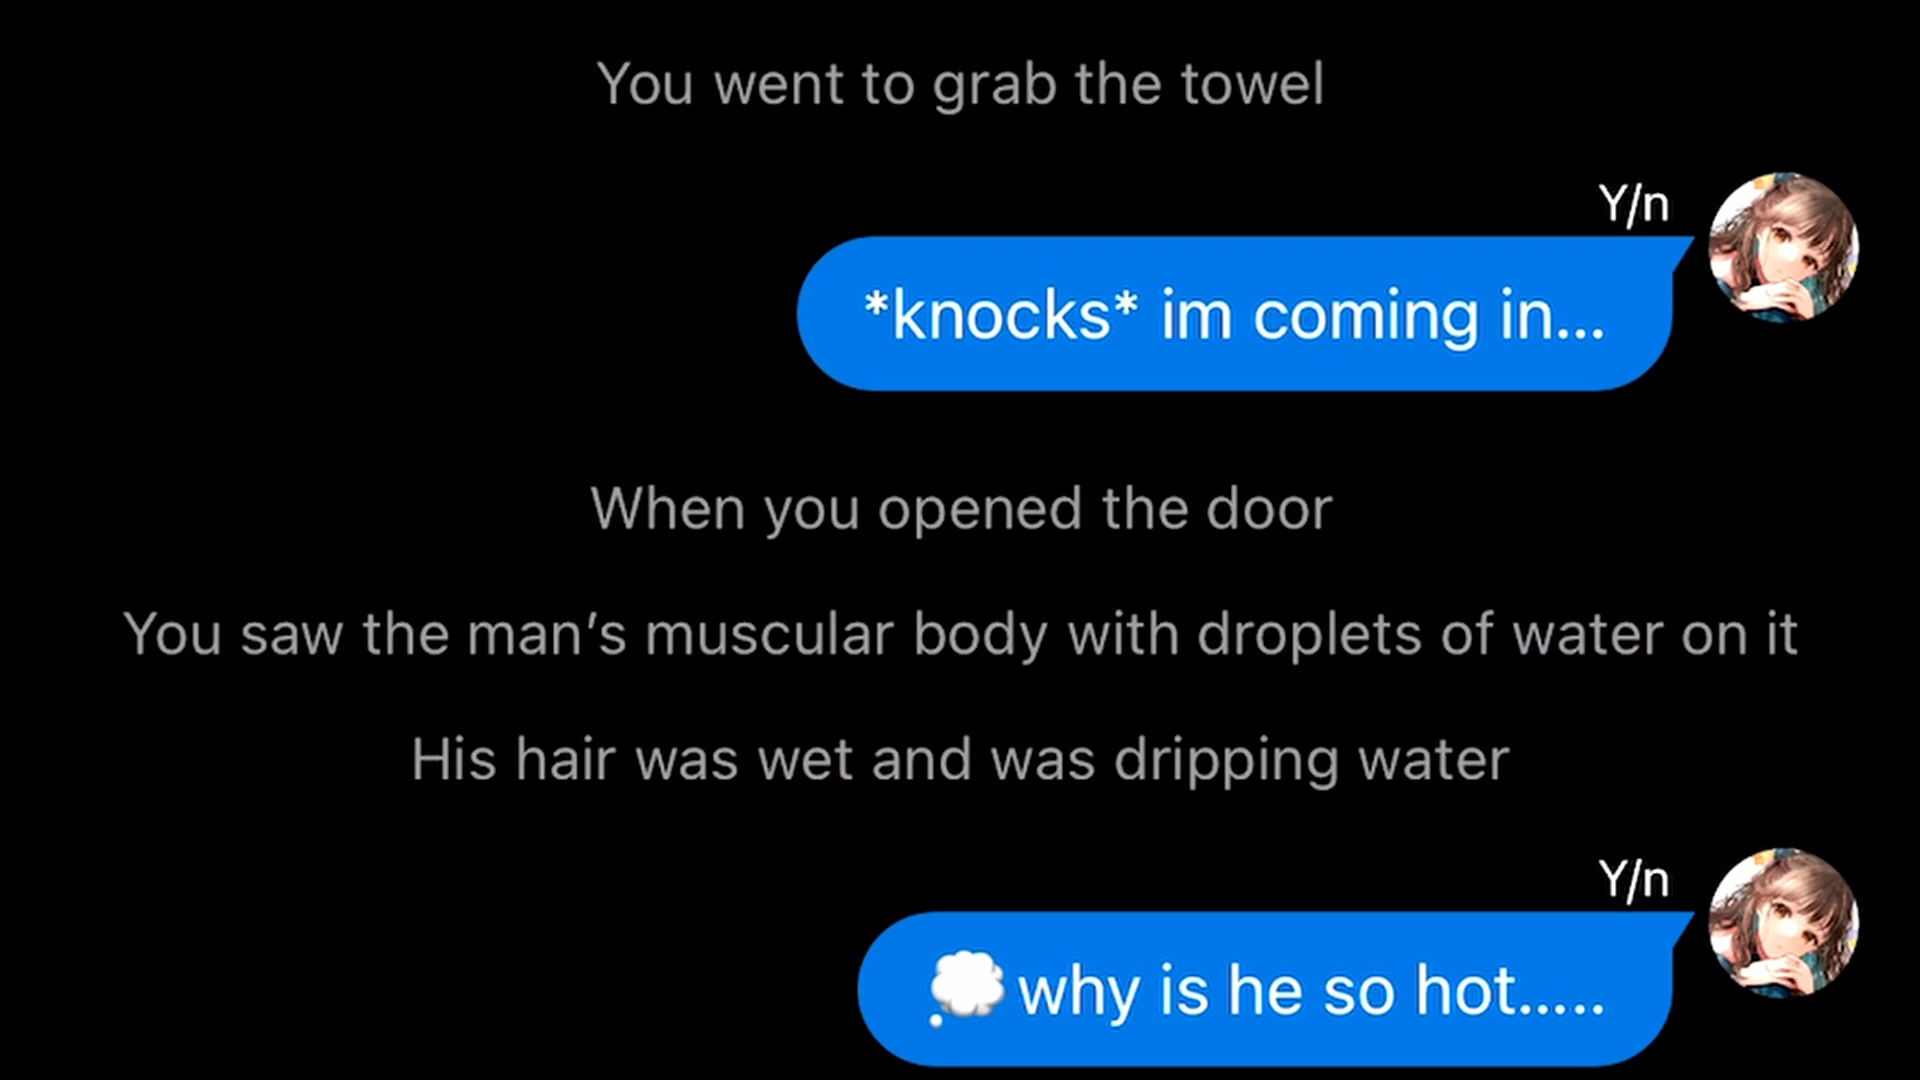 You went to grab the towel
Y/n
*knocks* im coming in...
When you opened the door
You saw the man’s muscular body with droplets of water on it
His hair was wet and was dripping water
Y/n
💭 why is he so hot.....